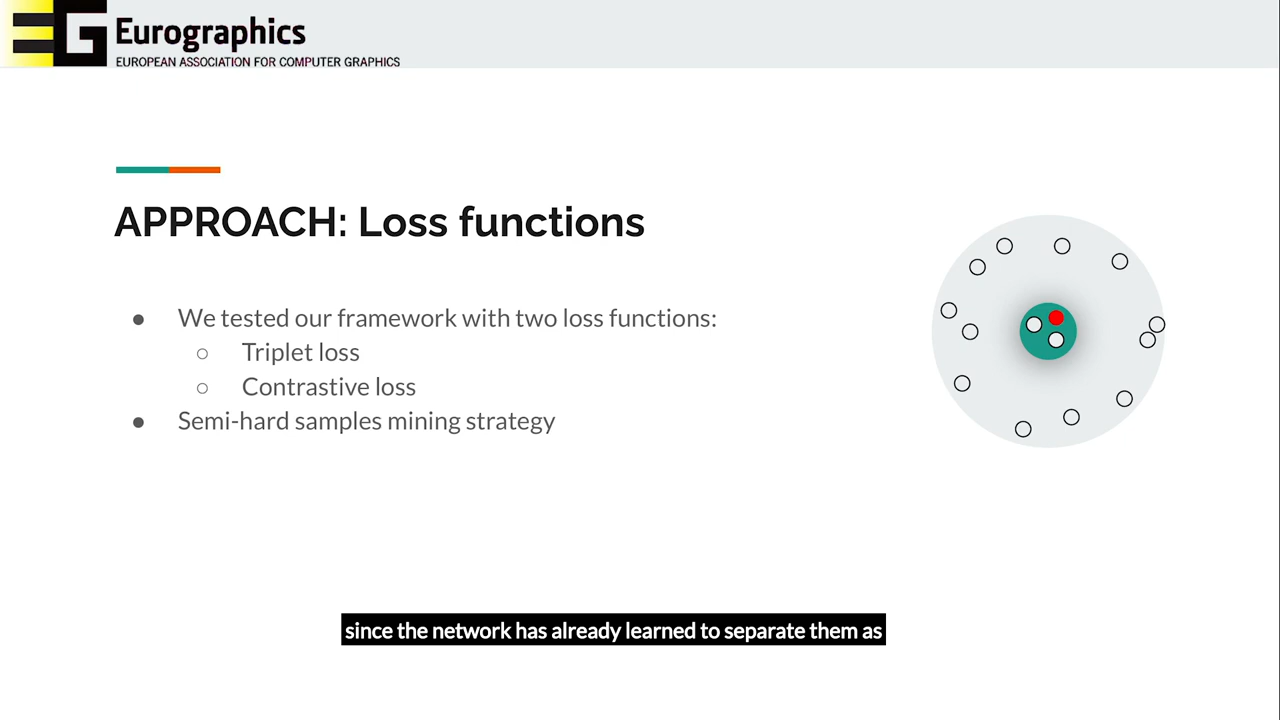 Eurographics
EUROPEAN ASSOCIATION FOR COMPUTER GRAPHICS
APPROACH: Loss functions
● We tested our framework with two loss functions:
○ Triplet loss
○ Contrastive loss
● Semi-hard samples mining strategy
since the network has already learned to separate them as